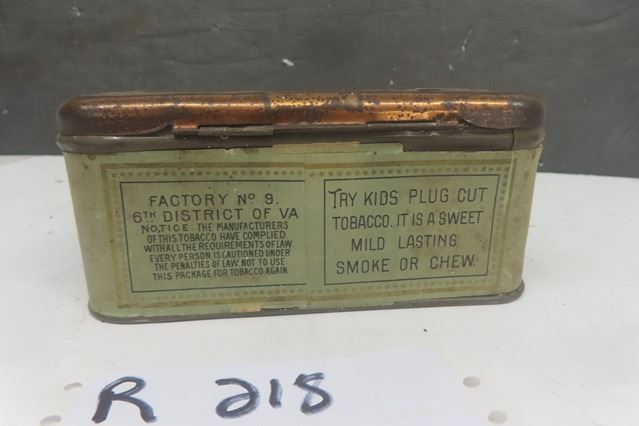 FACTORY Nº 9.
6TH DISTRICT OF VA
NOTICE: THE MANUFACTURERS
OF THIS TOBACCO HAVE COMPLIED
WITH ALL THE REQUIREMENTS OF LAW.
EVERY PERSON IS CAUTIONED UNDER
THE PENALTIES OF LAW, NOT TO USE
THIS PACKAGE FOR TOBACCO AGAIN
TRY KIDS PLUG CUT
TOBACCO. IT IS A SWEET
MILD LASTING
SMOKE OR CHEW.
R 218